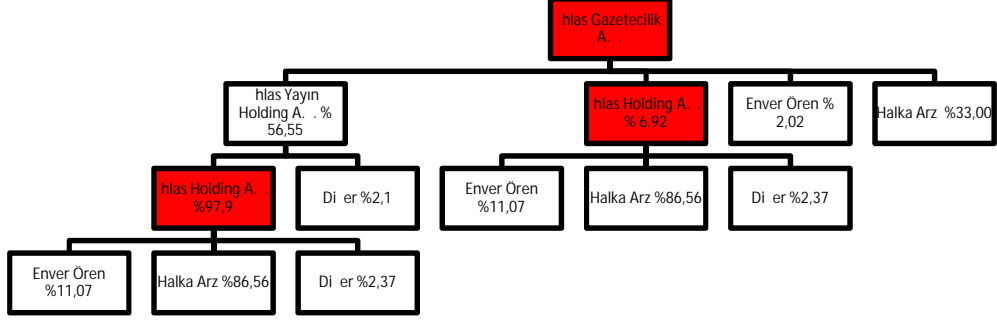 hlas Gazetecilik
A. .
hlas Yayın
Holding A. . %
56,55
hlas Holding A. .
% 6,92
Enver Ören %
2,02
Halka Arz %33,00
hlas Holding A. .
%97,9
Di er %2,1
Enver Ören
%11,07
Halka Arz %86,56
Di er %2,37
Enver Ören
%11,07
Halka Arz %86,56
Di er %2,37